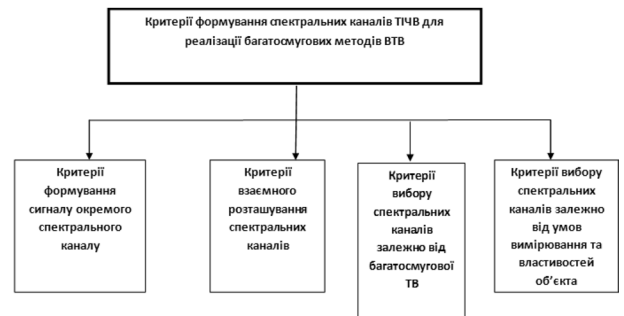 Критерії формування спектральних каналів ТІЧВ для
реалізації багатосмугових методів ВТВ
Критерії
формування
сигналу окремого
спектрального
каналу
Критерії
взаємного
розташування
спектральних
каналів
Критерії
вибору
спектральних
каналів
залежно від
багатосмугової
ТВ
Критерії вибору
спектральних
каналів залежно
від умов
вимірювання та
властивостей
об’єкта